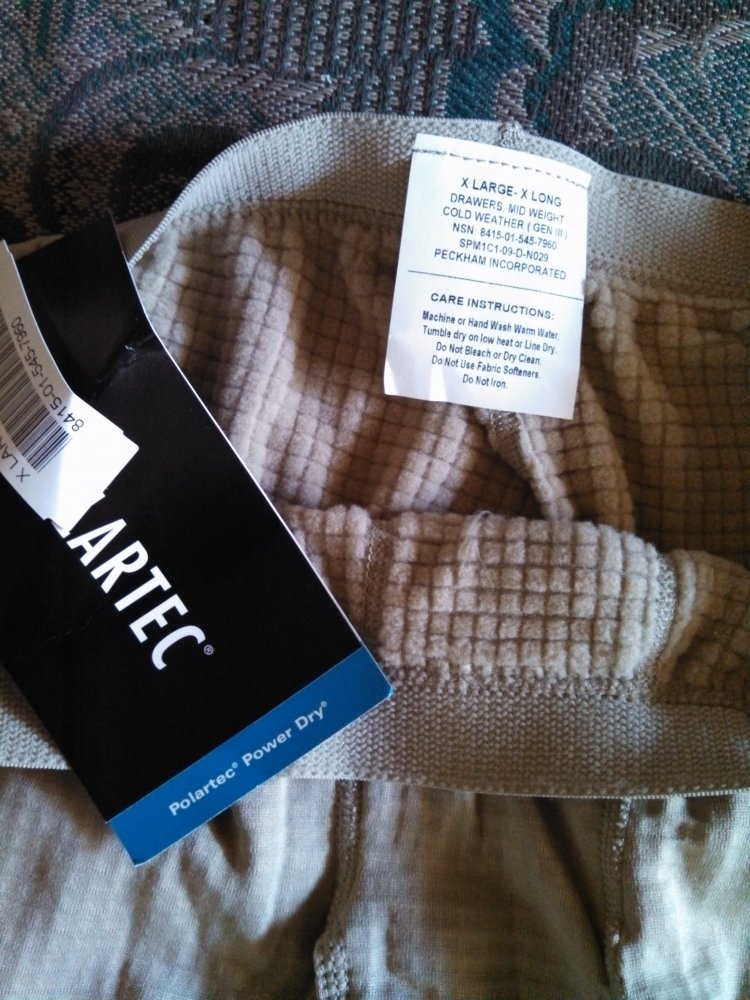 X LARGE- X LONG
DRAWERS MID WEIGHT
COLD WEATHER ( GEN III )
NSN: 8415-01-545-7960
SPM1C1-09-D-N029
PECKHAM INCORPORATED
CARE INSTRUCTIONS:
Machine or Hand Wash Warm Water.
Tumble dry on low heat or Line Dry.
Do Not Bleach or Dry Clean.
Do Not Use Fabric Softeners.
Do Not Iron.
8415-01-545-7960
X LAR
LARTEC®
Polartec® Power Dry®